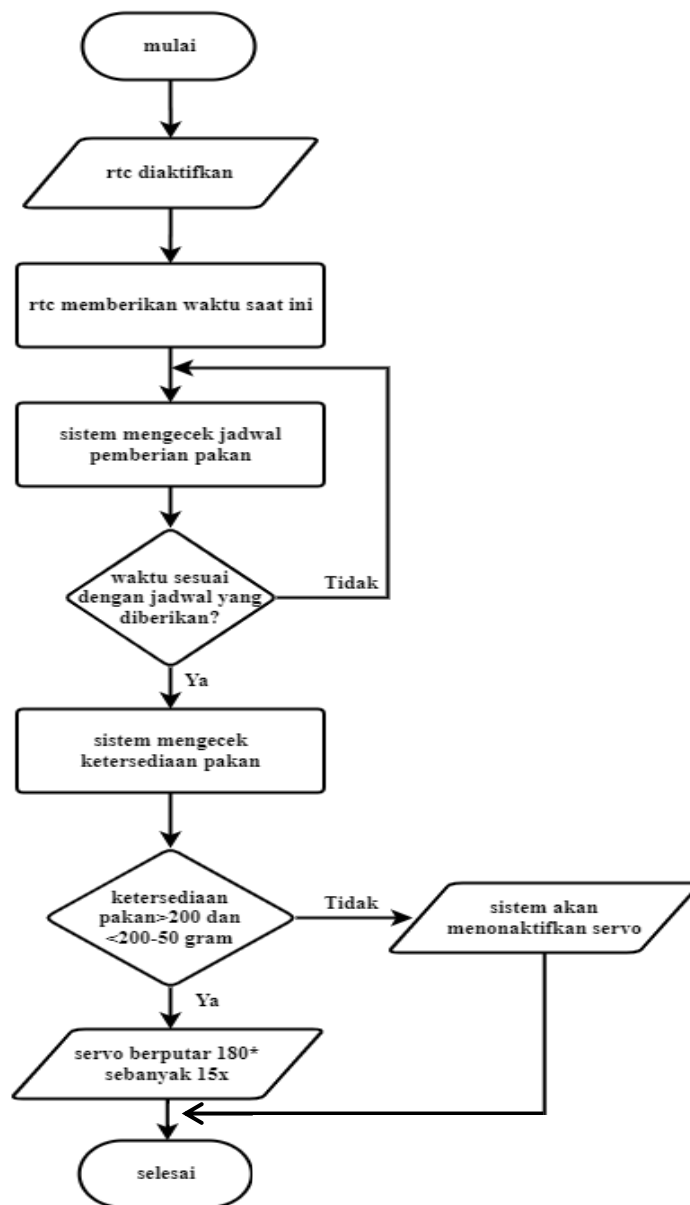 mulai
rtc diaktifkan
rtc memberikan waktu saat ini
sistem mengecek jadwal
pemberian pakan
waktu sesuai
dengan jadwal yang
diberikan?
Tidak
Ya
sistem mengecek
ketersediaan pakan
ketersediaan
pakan>200 dan
<200-50 gram
Tidak
sistem akan
menonaktifkan servo
Ya
servo berputar 180*
sebanyak 15x
selesai